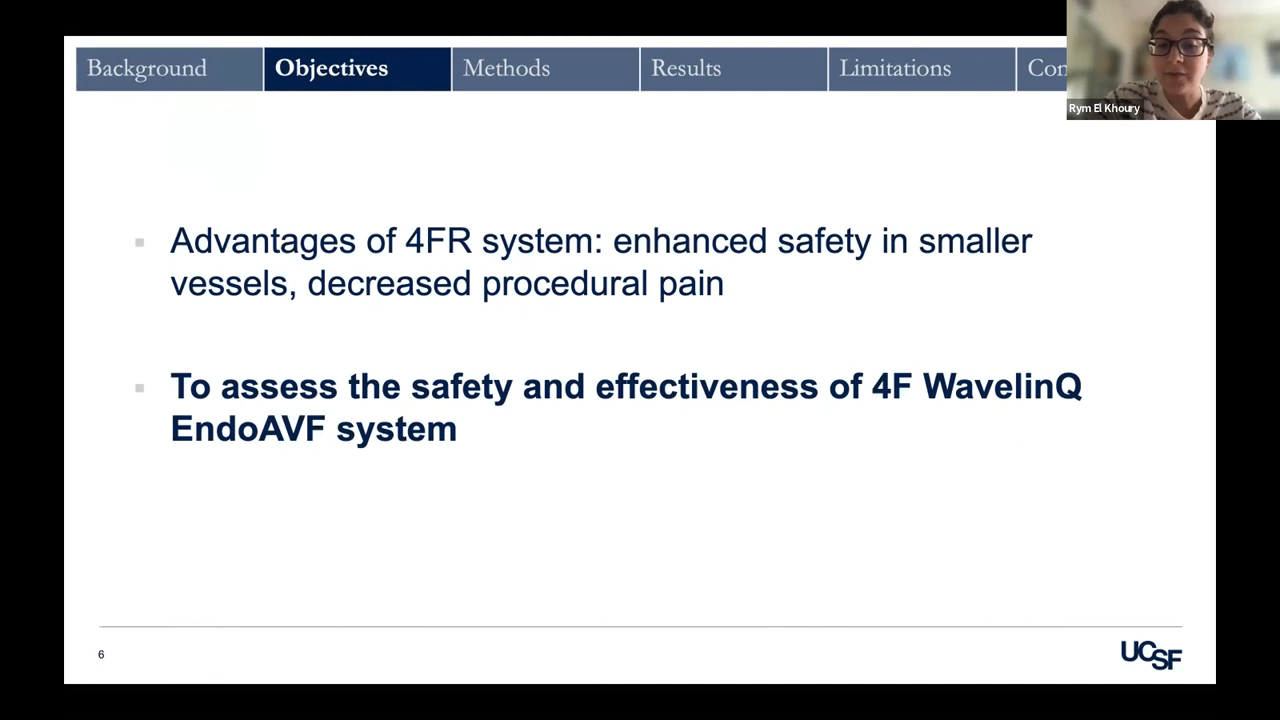 Background Objectives Methods Results Limitations Con
Rym El Khoury
Advantages of 4FR system: enhanced safety in smaller
vessels, decreased procedural pain
To assess the safety and effectiveness of 4F WavelinQ
EndoAVF system
6
UCSF